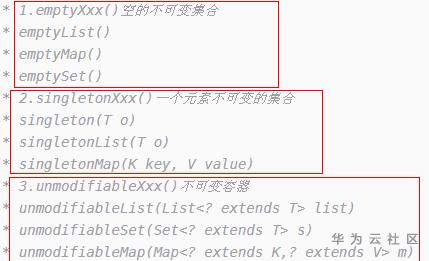 * 1.emptyXxx()空的不可变集合
* emptyList()
* emptyMap()
* emptySet()
* 2.singletonXxx()一个元素不可变的集合
* singleton(T o)
* singletonList(T o)
* singletonMap(K key, V value)
* 3.unmodifiableXxx()不可变容器
* unmodifiableList(List<? extends T> list)
* unmodifiableSet(Set<? extends T> s)
* unmodifiableMap(Map<? extends K,? extends V> m)
华为云社区